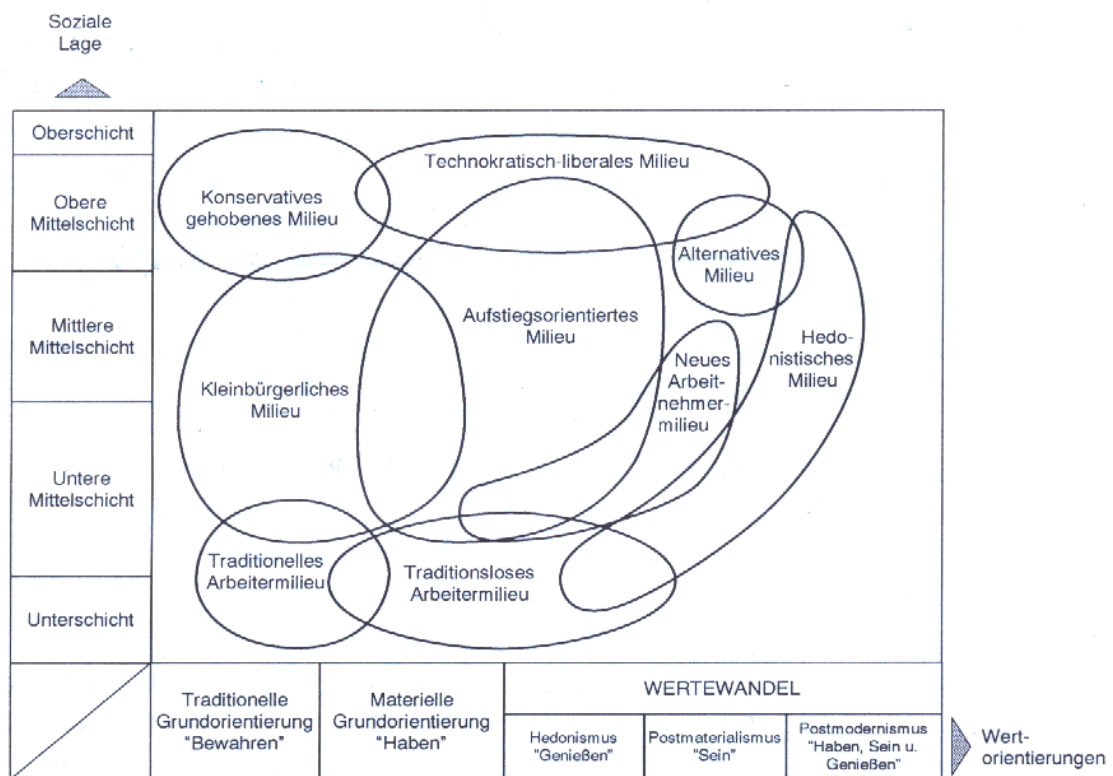 Soziale
Lage
Oberschicht
Technokratisch-liberales Milieu
Obere
Mittelschicht
Konservatives
gehobenes Milieu
Alternatives
Milieu
Mittlere
Mittelschicht
Aufstiegsorientiertes
Milieu
Hedo-
nistisches
Milieu
Neues
Arbeit-
nehmer-
milieu
Kleinbürgerliches
Milieu
Untere
Mittelschicht
Traditionelles
Arbeitermilieu
Traditionsloses
Arbeitermilieu
Unterschicht
Traditionelle
Grundorientierung
"Bewahren"
Materielle
Grundorientierung
"Haben"
WERTEWANDEL
Hedonismus
"Genießen"
Postmaterialismus
"Sein"
Postmodernismus
"Haben, Sein u.
Genießen"
Wert-
orientierungen